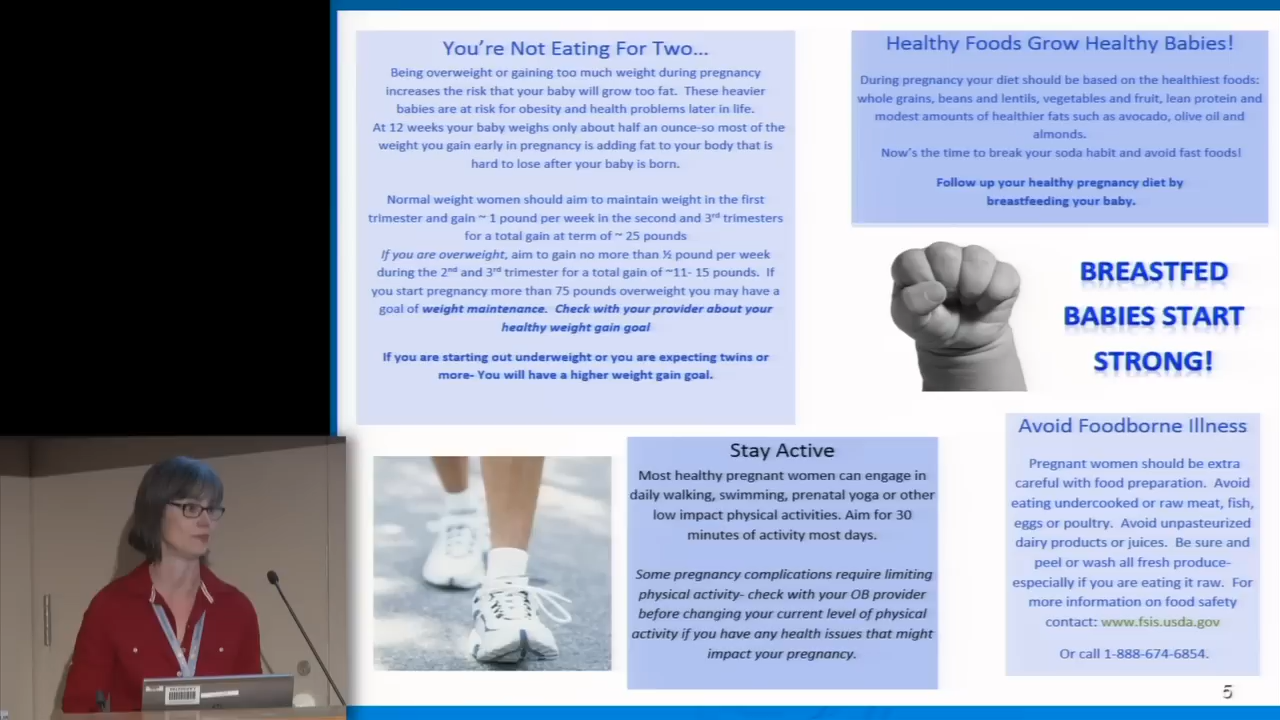 You're Not Eating For Two...
Being overweight or gaining too much weight during pregnancy
increases the risk that your baby will grow too fat. These heavier
babies are at risk for obesity and health problems later in life.
At 12 weeks your baby weighs only about half an ounce-so most of the
weight you gain early in pregnancy is adding fat to your body that is
hard to lose after your baby is born.
Normal weight women should aim to maintain weight in the first
trimester and gain ~ 1 pound per week in the second and 3rd trimesters
for a total gain at term of ~ 25 pounds
If you are overweight, aim to gain no more than ½ pound per week
during the 2nd and 3rd trimester for a total gain of ~11- 15 pounds. If
you start pregnancy more than 75 pounds overweight you may have a
goal of weight maintenance. Check with your provider about your
healthy weight gain goal
If you are starting out underweight or you are expecting twins or
more- You will have a higher weight gain goal.
Healthy Foods Grow Healthy Babies!
During pregnancy your diet should be based on the healthiest foods:
whole grains, beans and lentils, vegetables and fruit, lean protein and
modest amounts of healthier fats such as avocado, olive oil and
almonds.
Now's the time to break your soda habit and avoid fast foods!
Follow up your healthy pregnancy diet by
breastfeeding your baby.
BREASTFED
BABIES START
STRONG!
Stay Active
Most healthy pregnant women can engage in
daily walking, swimming, prenatal yoga or other
low impact physical activities. Aim for 30
minutes of activity most days.
Some pregnancy complications require limiting
physical activity- check with your OB provider
before changing your current level of physical
activity if you have any health issues that might
impact your pregnancy.
Avoid Foodborne Illness
Pregnant women should be extra
careful with food preparation. Avoid
eating undercooked or raw meat, fish,
eggs or poultry. Avoid unpasteurized
dairy products or juices. Be sure and
peel or wash all fresh produce-
especially if you are eating it raw. For
more information on food safety
contact: www.fsis.usda.gov
Or call 1-888-674-6854.
5